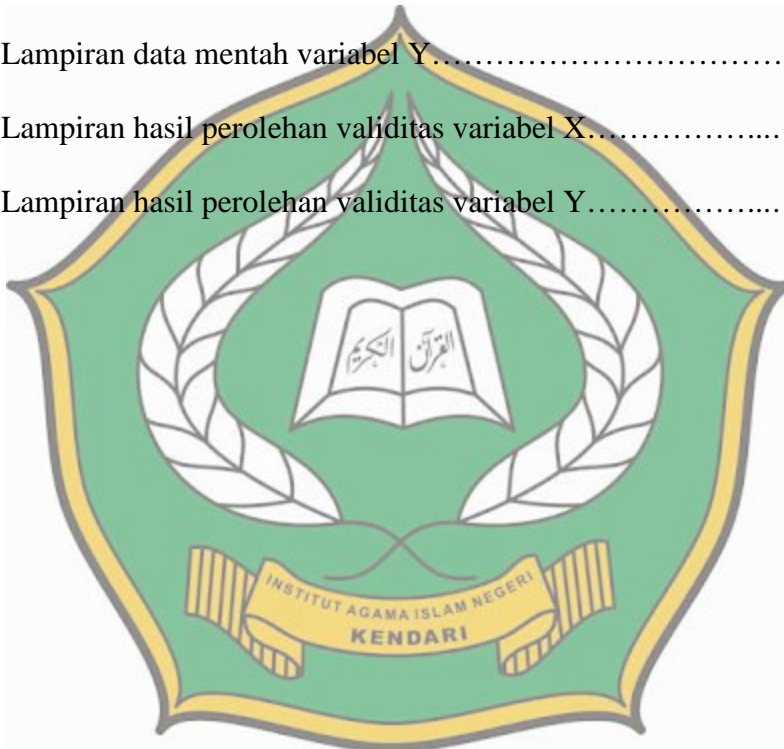 Lampiran data mentah variabel Y……………………………
Lampiran hasil perolehan validitas variabel X……………...
Lampiran hasil perolehan validitas variabel Y……………...
القرآن الكريم
INSTITUT AGAMA ISLAM NEGERI
KENDARI